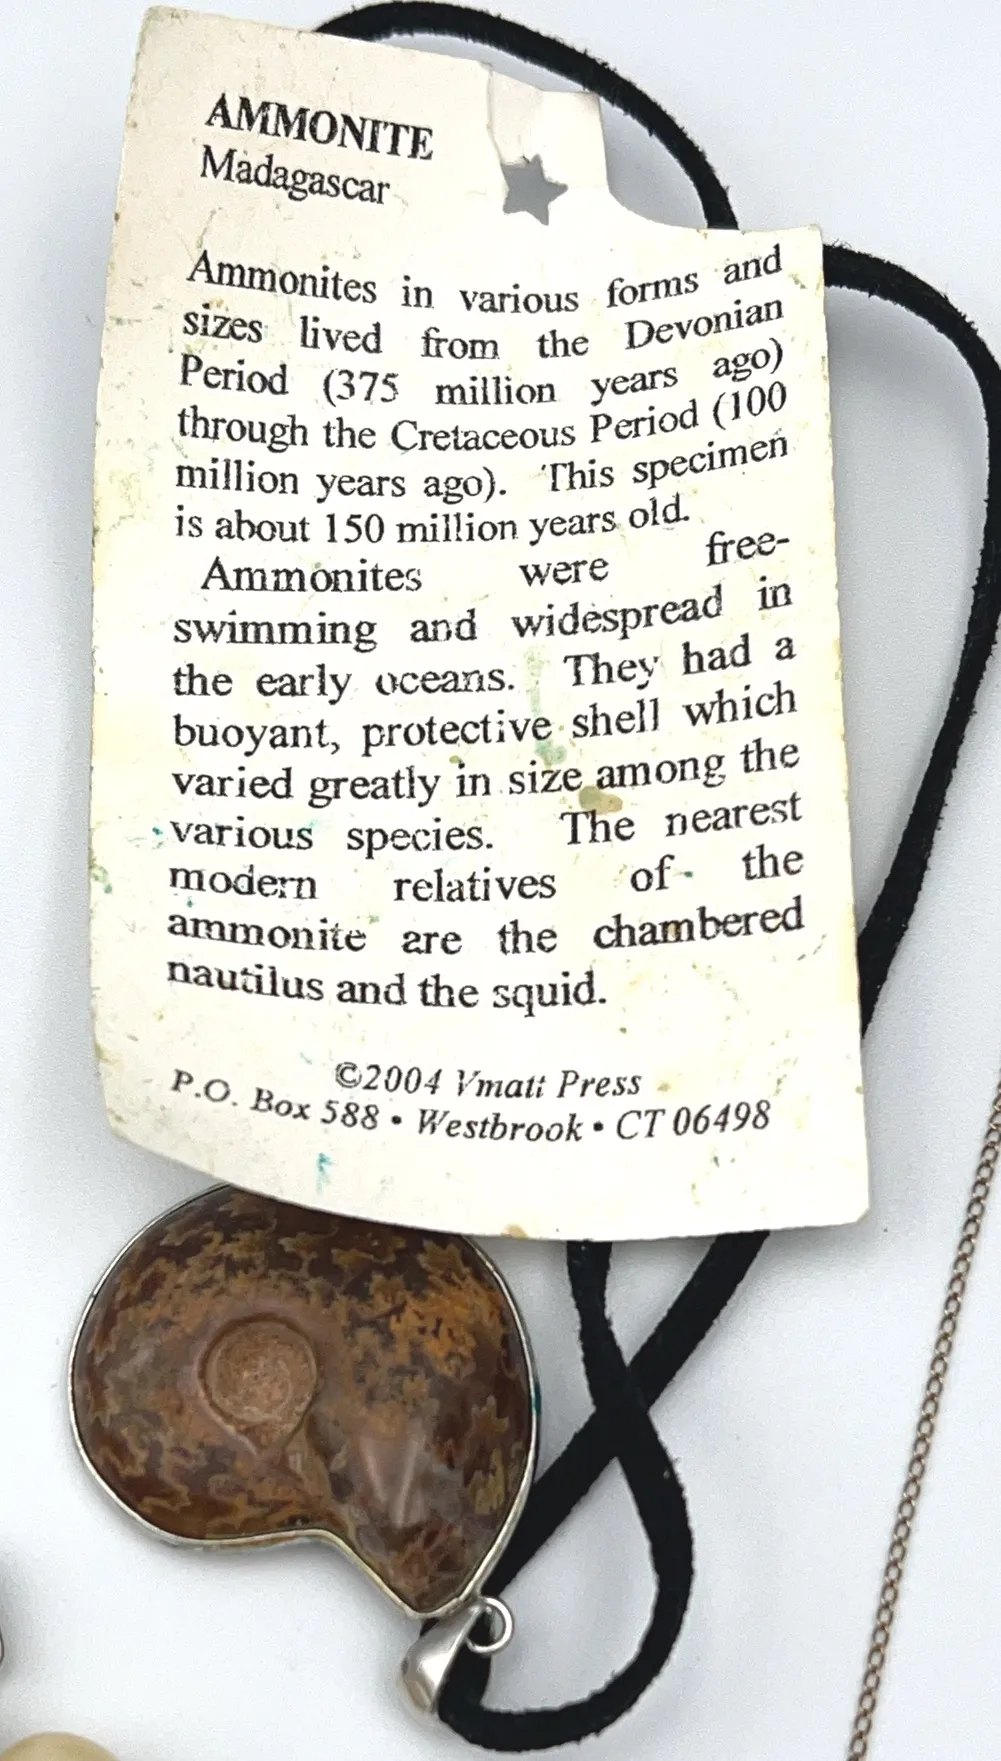 AMMONITE
Madagascar
Ammonites in various forms and
sizes lived from the Devonian
Period (375 million years ago)
through the Cretaceous Period (100
million years ago). This specimen
is about 150 million years old.
Ammonites were free-
swimming and widespread in
the early oceans. They had a
buoyant, protective shell which
varied greatly in size among the
various species. The nearest
modern relatives of the
ammonite are the chambered
nautilus and the squid.
©2004 Vmatt Press
P.O. Box 588 • Westbrook • CT 06498